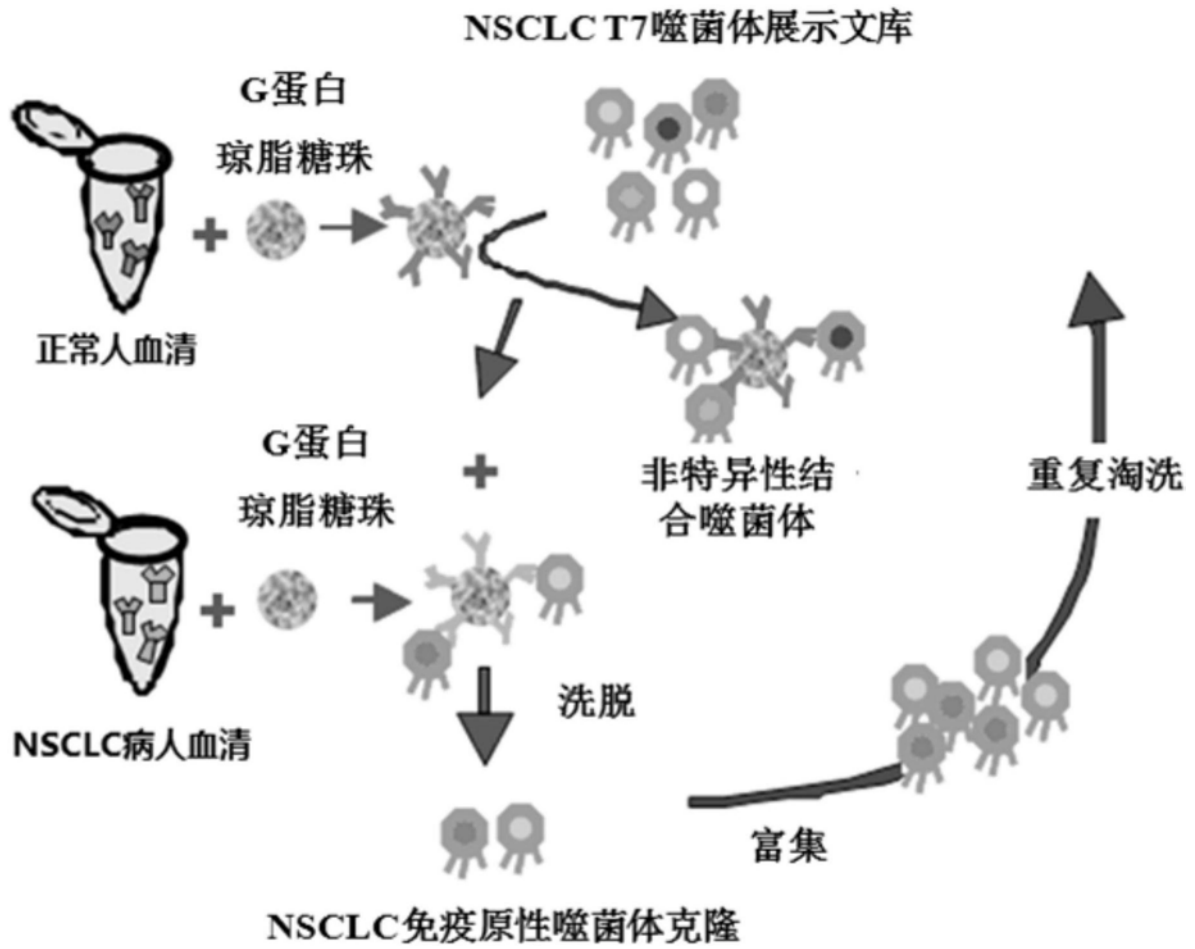 NSCLC T7噬菌体展示文库
G蛋白
琼脂糖珠
正常人血清
G蛋白
琼脂糖珠
非特异性结
合噬菌体
重复淘洗
NSCLC病人血清
洗脱
富集
NSCLC免疫原性噬菌体克隆